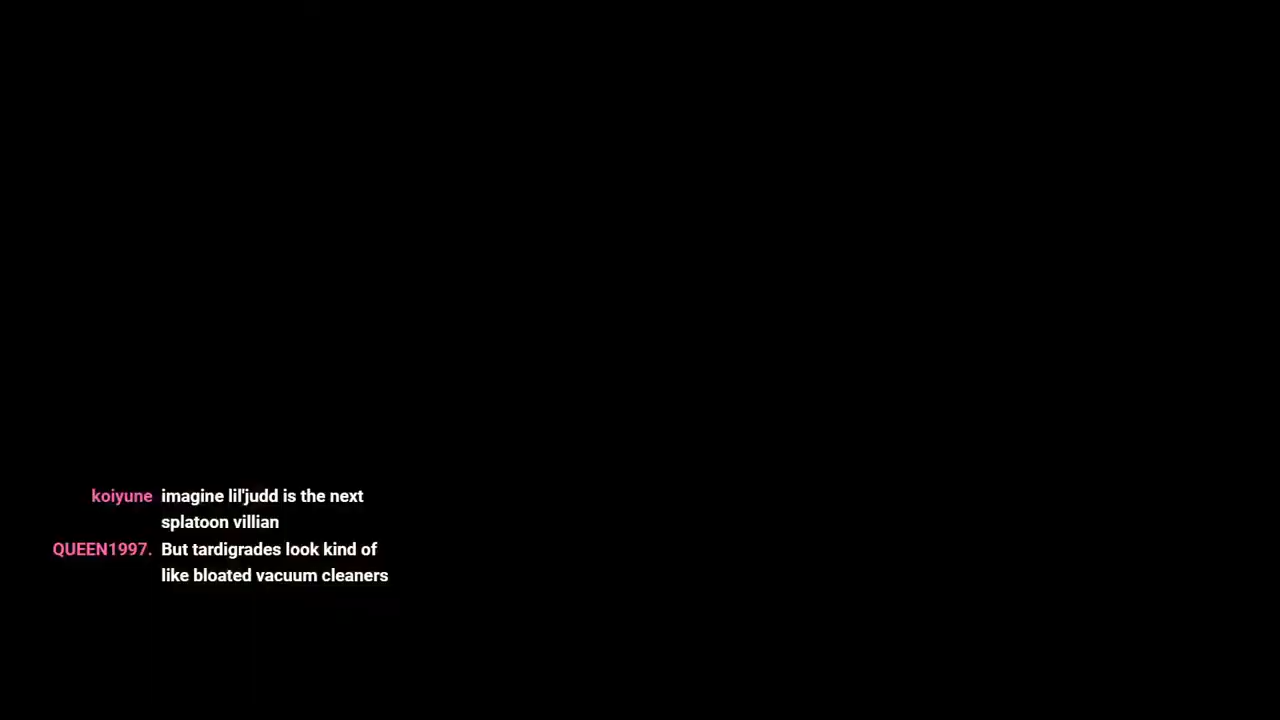 koiyune imagine lil'judd is the next
splatoon villian
QUEEN1997. But tardigrades look kind of
like bloated vacuum cleaners